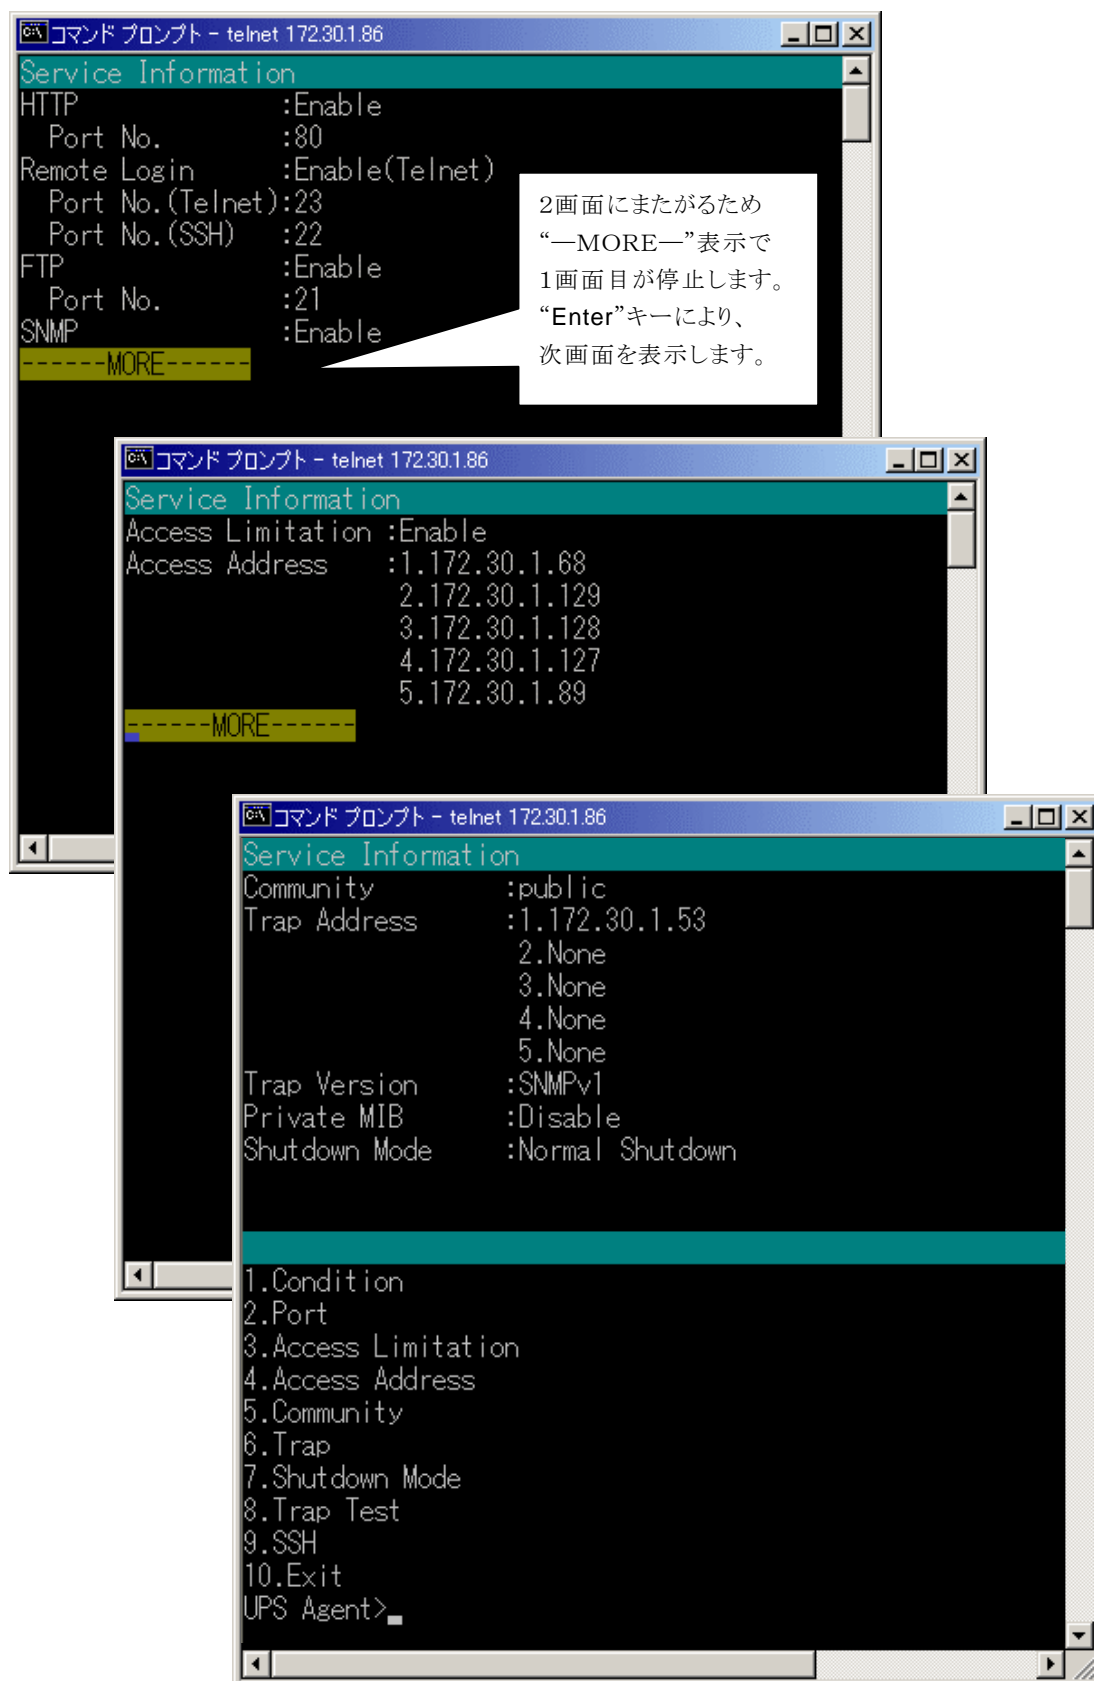 コマンド プロンプト - telnet 172.30.1.86
Service Information
HTTP :Enable
Port No. :80
Remote Login :Enable(Telnet)
Port No.(Telnet):23
Port No.(SSH) :22
FTP :Enable
Port No. :21
SNMP :Enable
------MORE------
2画面にまたがるため
“―MORE―”表示で
1画面目が停止します。
“Enter”キーにより、
次画面を表示します。
コマンド プロンプト - telnet 172.30.1.86
Service Information
Access Limitation :Enable
Access Address :1.172.30.1.68
2.172.30.1.129
3.172.30.1.128
4.172.30.1.127
5.172.30.1.89
------MORE------
コマンド プロンプト - telnet 172.30.1.86
Service Information
Community :public
Trap Address :1.172.30.1.53
2.None
3.None
4.None
5.None
Trap Version :SNMPv1
Private MIB :Disable
Shutdown Mode :Normal Shutdown
1.Condition
2.Port
3.Access Limitation
4.Access Address
5.Community
6.Trap
7.Shutdown Mode
8.Trap Test
9.SSH
10.Exit
UPS Agent>_